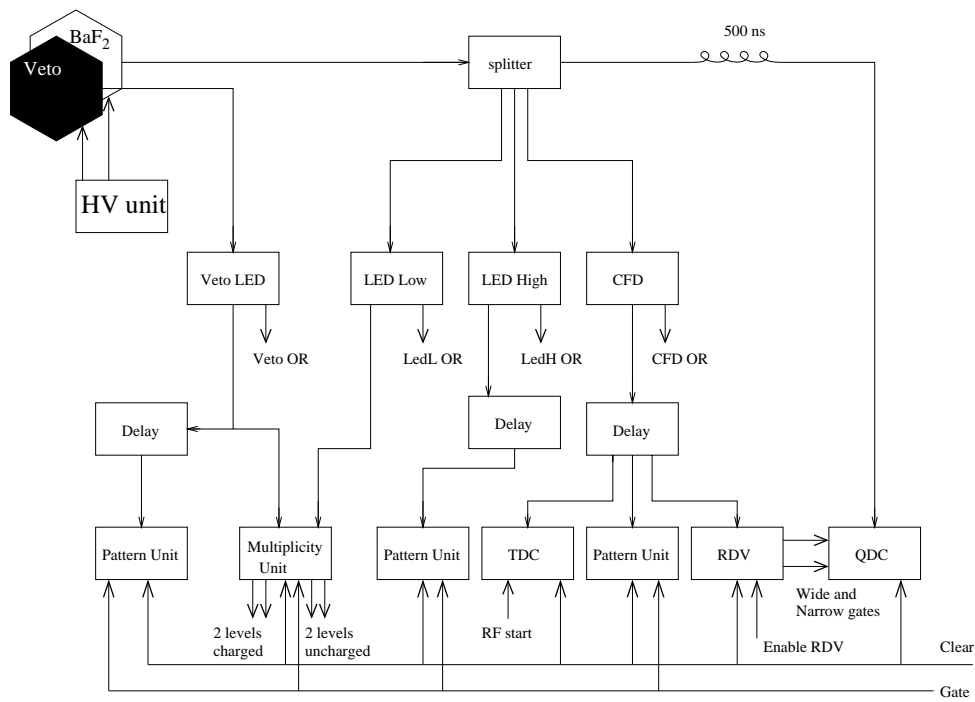 BaF2
500 ns
Veto
splitter
HV unit
Veto LED
LED Low
LED High
CFD
Veto OR
LedL OR
LedH OR
CFD OR
Delay
Delay
Delay
Pattern Unit
Multiplicity
Unit
Pattern Unit
TDC
Pattern Unit
RDV
QDC
Wide and
Narrow gates
2 levels
charged
2 levels
uncharged
RF start
Enable RDV
Clear
Gate